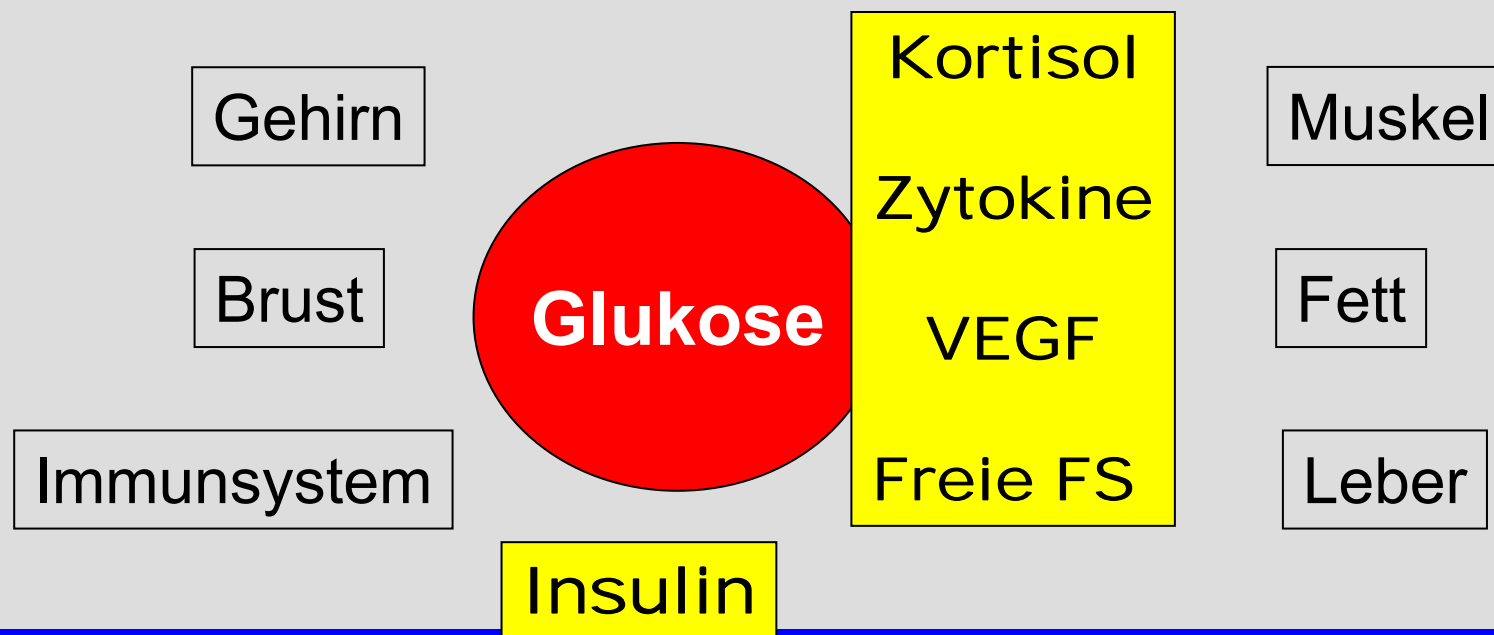 Gehirn
Brust
Immunsystem
Glukose
Kortisol
Zytokine
VEGF
Freie FS
Muskel
Fett
Leber
Insulin